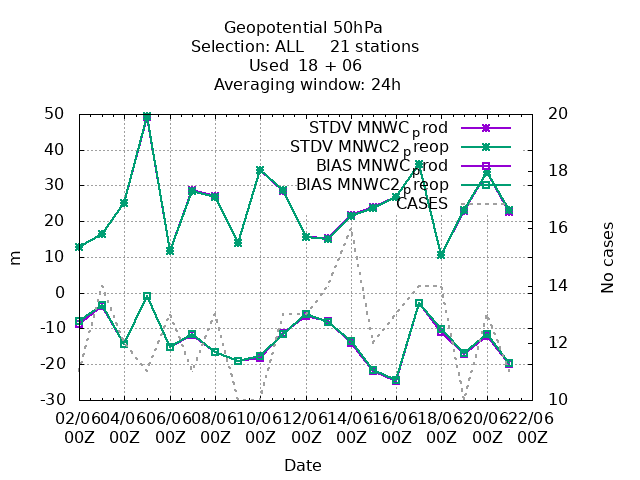 Geopotential 50hPa
Selection: ALL 21 stations
Used 18 + 06
Averaging window: 24h
50
40
30
20
10
0
-10
-20
-30
m
20
18
16
14
12
10
No cases
STDV MNWC_prod
STDV MNWC2_preop
BIAS MNWC_prod
BIAS MNWC2_preop
CASES
02/06 04/06 06/06 08/06 10/06 12/06 14/06 16/06 18/06 20/06 22/06
00Z 00Z 00Z 00Z 00Z 00Z 00Z 00Z 00Z 00Z 00Z
Date